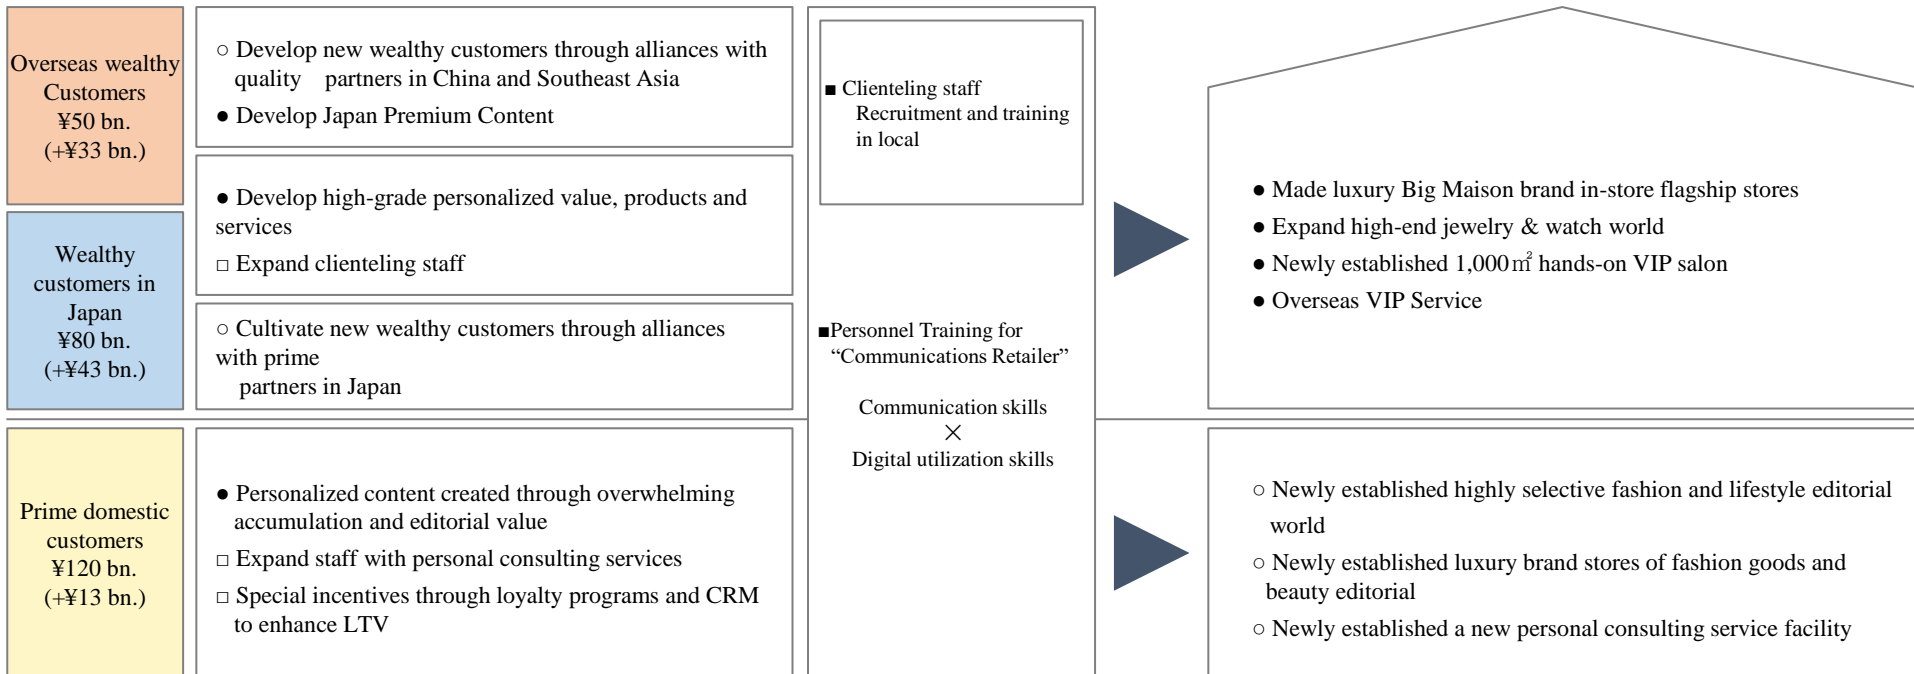 Overseas wealthy
Customers
¥50 bn.
(+¥33 bn.)
○ Develop new wealthy customers through alliances with
quality partners in China and Southeast Asia
● Develop Japan Premium Content
● Develop high-grade personalized value, products and
services
□ Expand clienteling staff
Wealthy
customers in
Japan
¥80 bn.
(+¥43 bn.)
○ Cultivate new wealthy customers through alliances
with prime
partners in Japan
Prime domestic
customers
¥120 bn.
(+¥13 bn.)
● Personalized content created through overwhelming
accumulation and editorial value
□ Expand staff with personal consulting services
□ Special incentives through loyalty programs and CRM
to enhance LTV
■ Clienteling staff
Recruitment and training
in local
■Personnel Training for
“Communications Retailer”
Communication skills
×
Digital utilization skills
● Made luxury Big Maison brand in-store flagship stores
● Expand high-end jewelry & watch world
● Newly established 1,000㎡ hands-on VIP salon
● Overseas VIP Service
○ Newly established highly selective fashion and lifestyle editorial
world
○ Newly established luxury brand stores of fashion goods and
beauty editorial
○ Newly established a new personal consulting service facility